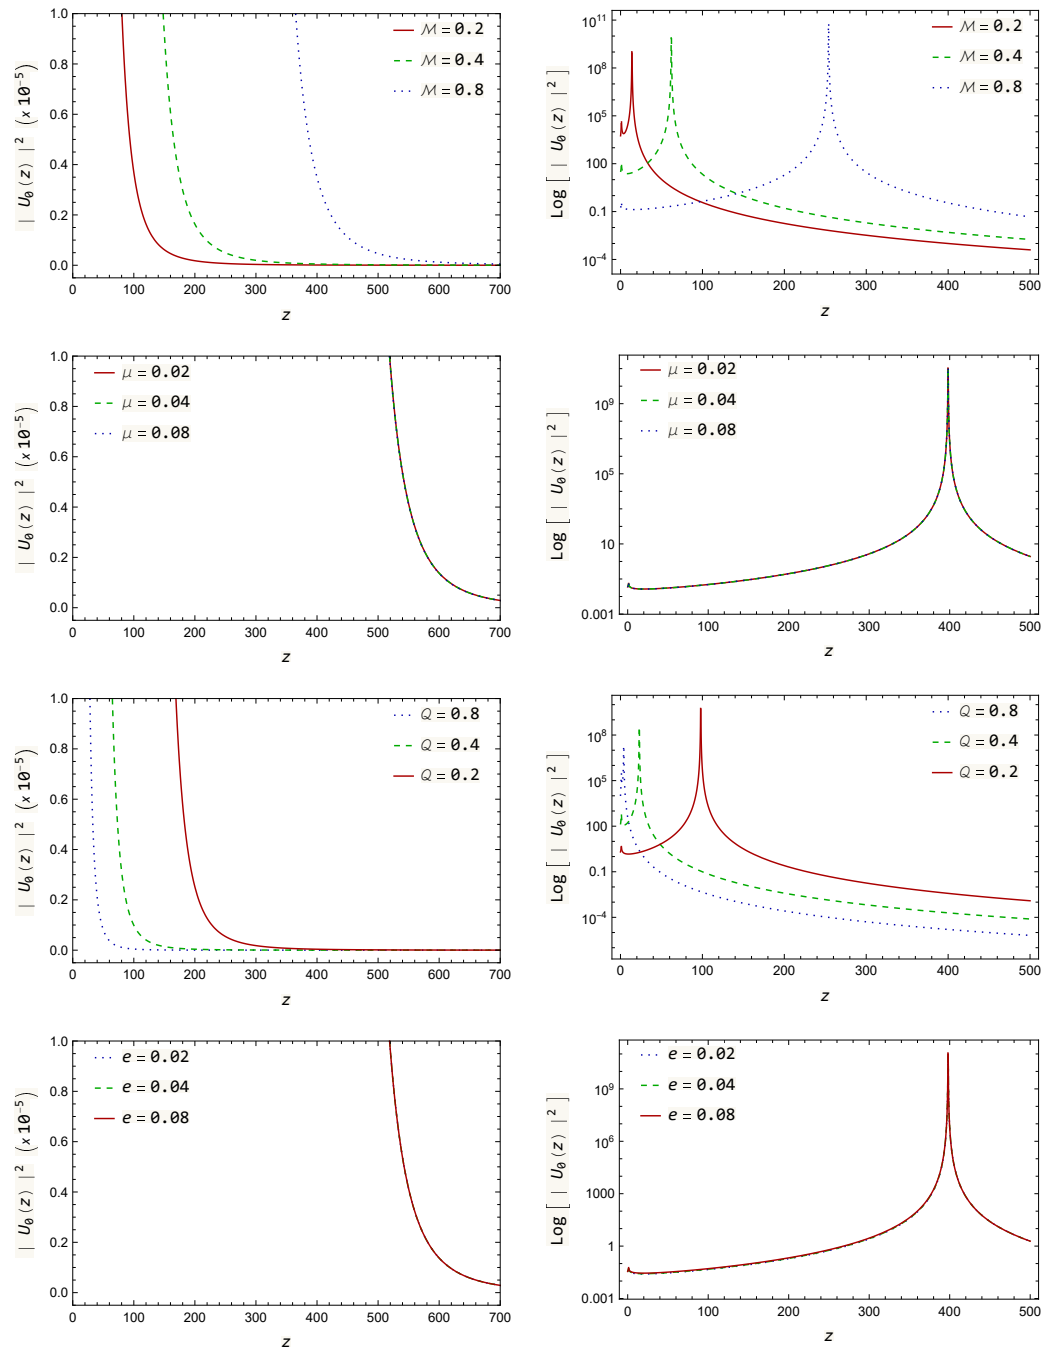 | U₀(z) |² (×10⁻⁵)
1.0
0.8
0.6
0.4
0.2
0.0
0 100 200 300 400 500 600 700
z
ℳ = 0.2
ℳ = 0.4
ℳ = 0.8
Log [ | U₀(z) |² ]
10¹¹
10⁸
10⁵
100
0.1
10⁻⁴
0 100 200 300 400 500
z
ℳ = 0.2
ℳ = 0.4
ℳ = 0.8
| U₀(z) |² (×10⁻⁵)
1.0
0.8
0.6
0.4
0.2
0.0
0 100 200 300 400 500 600 700
z
μ = 0.02
μ = 0.04
μ = 0.08
Log [ | U₀(z) |² ]
10⁹
10⁵
10
0.001
0 100 200 300 400 500
z
μ = 0.02
μ = 0.04
μ = 0.08
| U₀(z) |² (×10⁻⁵)
1.0
0.8
0.6
0.4
0.2
0.0
0 100 200 300 400 500 600 700
z
𝒬 = 0.8
𝒬 = 0.4
𝒬 = 0.2
Log [ | U₀(z) |² ]
10⁸
10⁵
100
0.1
10⁻⁴
0 100 200 300 400 500
z
𝒬 = 0.8
𝒬 = 0.4
𝒬 = 0.2
| U₀(z) |² (×10⁻⁵)
1.0
0.8
0.6
0.4
0.2
0.0
0 100 200 300 400 500 600 700
z
e = 0.02
e = 0.04
e = 0.08
Log [ | U₀(z) |² ]
10⁹
10⁶
1000
1
0.001
0 100 200 300 400 500
z
e = 0.02
e = 0.04
e = 0.08